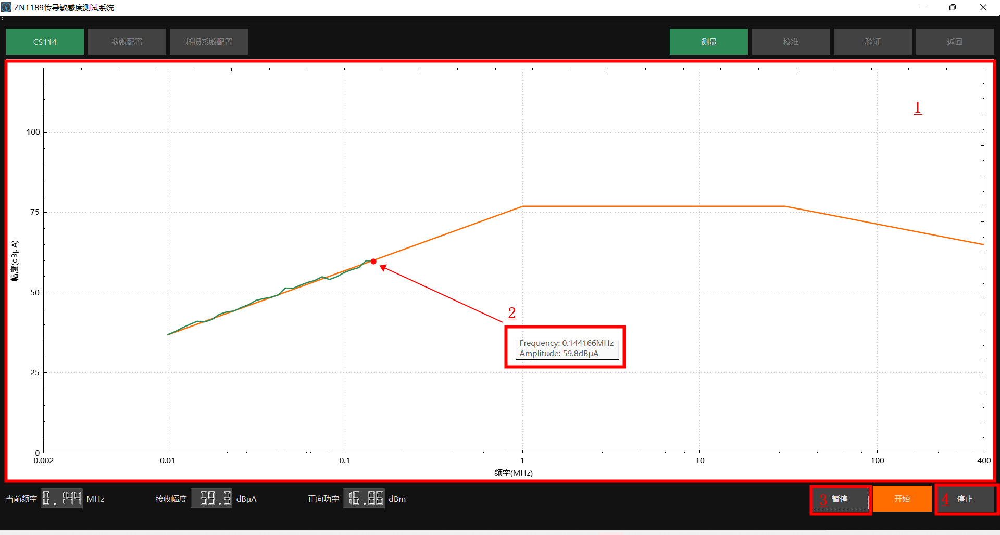 ZN1189传导敏感度测试系统
CS114 参数配置 耗损系数配置 测量 校准 验证 返回
1
100
75
50
25
0
幅度(dBμA)
2
Frequency: 0.144166MHz
Amplitude: 59.8dBμA
0.002 0.01 0.1 1 10 100 400
频率(MHz)
当前频率 0.144 MHz 接收幅度 59.8 dBμA 正向功率 16.86 dBm 3 暂停 开始 4 停止